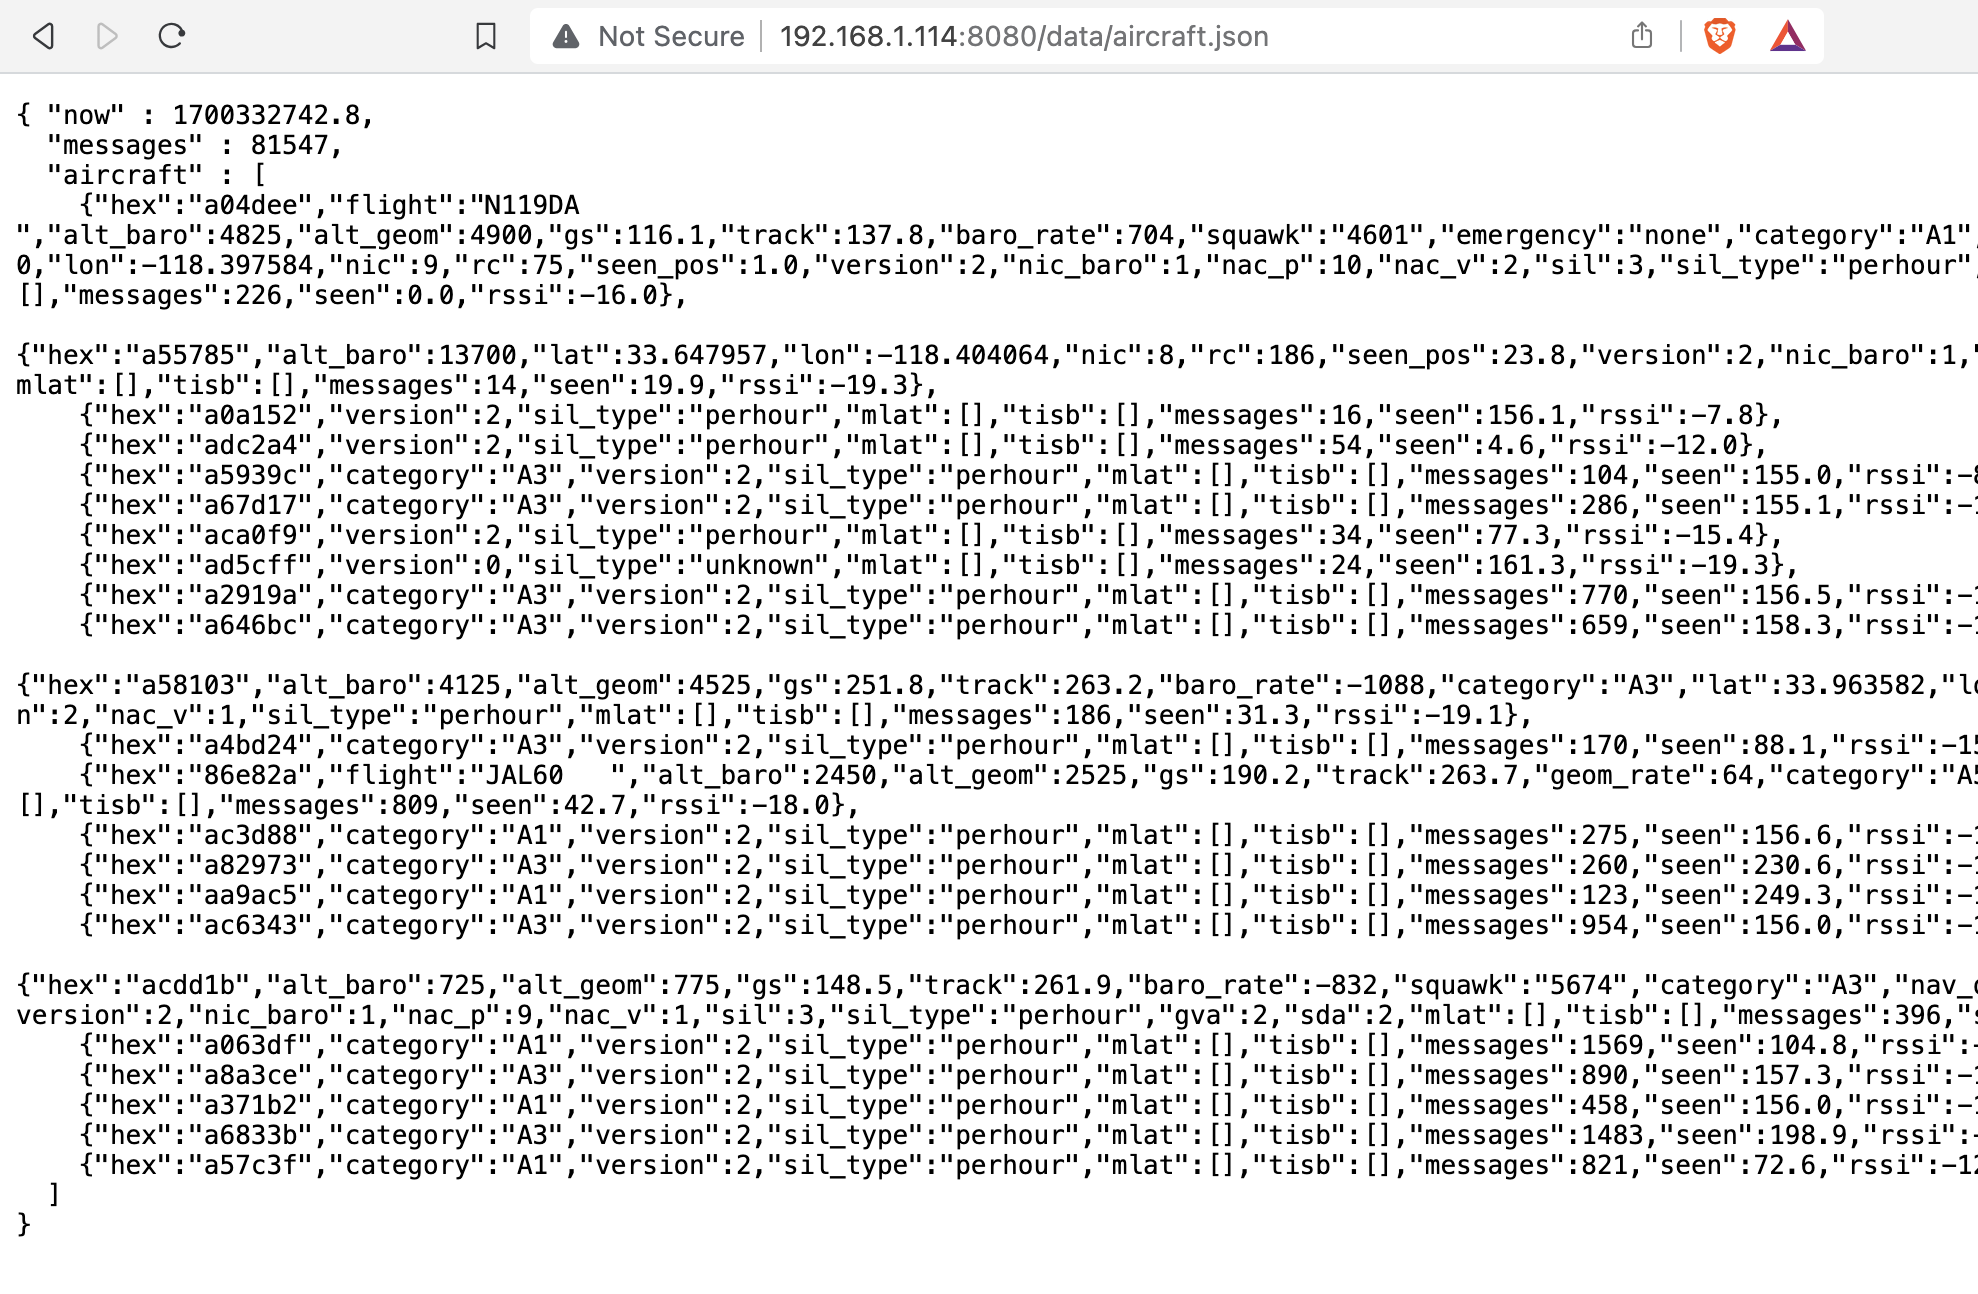 Not Secure 192.168.1.114:8080/data/aircraft.json
{ "now" : 1700332742.8,
"messages" : 81547,
"aircraft" : [
{"hex":"a04dee","flight":"N119DA
","alt_baro":4825,"alt_geom":4900,"gs":116.1,"track":137.8,"baro_rate":704,"squawk":"4601","emergency":"none","category":"A1",
0,"lon":-118.397584,"nic":9,"rc":75,"seen_pos":1.0,"version":2,"nic_baro":1,"nac_p":10,"nac_v":2,"sil":3,"sil_type":"perhour",
[],"messages":226,"seen":0.0,"rssi":-16.0},
{"hex":"a55785","alt_baro":13700,"lat":33.647957,"lon":-118.404064,"nic":8,"rc":186,"seen_pos":23.8,"version":2,"nic_baro":1,"
mlat":[],"tisb":[],"messages":14,"seen":19.9,"rssi":-19.3},
{"hex":"a0a152","version":2,"sil_type":"perhour","mlat":[],"tisb":[],"messages":16,"seen":156.1,"rssi":-7.8},
{"hex":"adc2a4","version":2,"sil_type":"perhour","mlat":[],"tisb":[],"messages":54,"seen":4.6,"rssi":-12.0},
{"hex":"a5939c","category":"A3","version":2,"sil_type":"perhour","mlat":[],"tisb":[],"messages":104,"seen":155.0,"rssi":-8
{"hex":"a67d17","category":"A3","version":2,"sil_type":"perhour","mlat":[],"tisb":[],"messages":286,"seen":155.1,"rssi":-1
{"hex":"aca0f9","version":2,"sil_type":"perhour","mlat":[],"tisb":[],"messages":34,"seen":77.3,"rssi":-15.4},
{"hex":"ad5cff","version":0,"sil_type":"unknown","mlat":[],"tisb":[],"messages":24,"seen":161.3,"rssi":-19.3},
{"hex":"a2919a","category":"A3","version":2,"sil_type":"perhour","mlat":[],"tisb":[],"messages":770,"seen":156.5,"rssi":-1
{"hex":"a646bc","category":"A3","version":2,"sil_type":"perhour","mlat":[],"tisb":[],"messages":659,"seen":158.3,"rssi":-1
{"hex":"a58103","alt_baro":4125,"alt_geom":4525,"gs":251.8,"track":263.2,"baro_rate":-1088,"category":"A3","lat":33.963582,"lo
n":2,"nac_v":1,"sil_type":"perhour","mlat":[],"tisb":[],"messages":186,"seen":31.3,"rssi":-19.1},
{"hex":"a4bd24","category":"A3","version":2,"sil_type":"perhour","mlat":[],"tisb":[],"messages":170,"seen":88.1,"rssi":-15
{"hex":"86e82a","flight":"JAL60   ","alt_baro":2450,"alt_geom":2525,"gs":190.2,"track":263.7,"geom_rate":64,"category":"A5
[],"tisb":[],"messages":809,"seen":42.7,"rssi":-18.0},
{"hex":"ac3d88","category":"A1","version":2,"sil_type":"perhour","mlat":[],"tisb":[],"messages":275,"seen":156.6,"rssi":-1
{"hex":"a82973","category":"A3","version":2,"sil_type":"perhour","mlat":[],"tisb":[],"messages":260,"seen":230.6,"rssi":-1
{"hex":"aa9ac5","category":"A1","version":2,"sil_type":"perhour","mlat":[],"tisb":[],"messages":123,"seen":249.3,"rssi":-1
{"hex":"ac6343","category":"A3","version":2,"sil_type":"perhour","mlat":[],"tisb":[],"messages":954,"seen":156.0,"rssi":-1
{"hex":"acdd1b","alt_baro":725,"alt_geom":775,"gs":148.5,"track":261.9,"baro_rate":-832,"squawk":"5674","category":"A3","nav_
version":2,"nic_baro":1,"nac_p":9,"nac_v":1,"sil":3,"sil_type":"perhour","gva":2,"sda":2,"mlat":[],"tisb":[],"messages":396,"s
{"hex":"a063df","category":"A1","version":2,"sil_type":"perhour","mlat":[],"tisb":[],"messages":1569,"seen":104.8,"rssi":-
{"hex":"a8a3ce","category":"A3","version":2,"sil_type":"perhour","mlat":[],"tisb":[],"messages":890,"seen":157.3,"rssi":-1
{"hex":"a371b2","category":"A1","version":2,"sil_type":"perhour","mlat":[],"tisb":[],"messages":458,"seen":156.0,"rssi":-1
{"hex":"a6833b","category":"A3","version":2,"sil_type":"perhour","mlat":[],"tisb":[],"messages":1483,"seen":198.9,"rssi":-
{"hex":"a57c3f","category":"A1","version":2,"sil_type":"perhour","mlat":[],"tisb":[],"messages":821,"seen":72.6,"rssi":-12
]
}